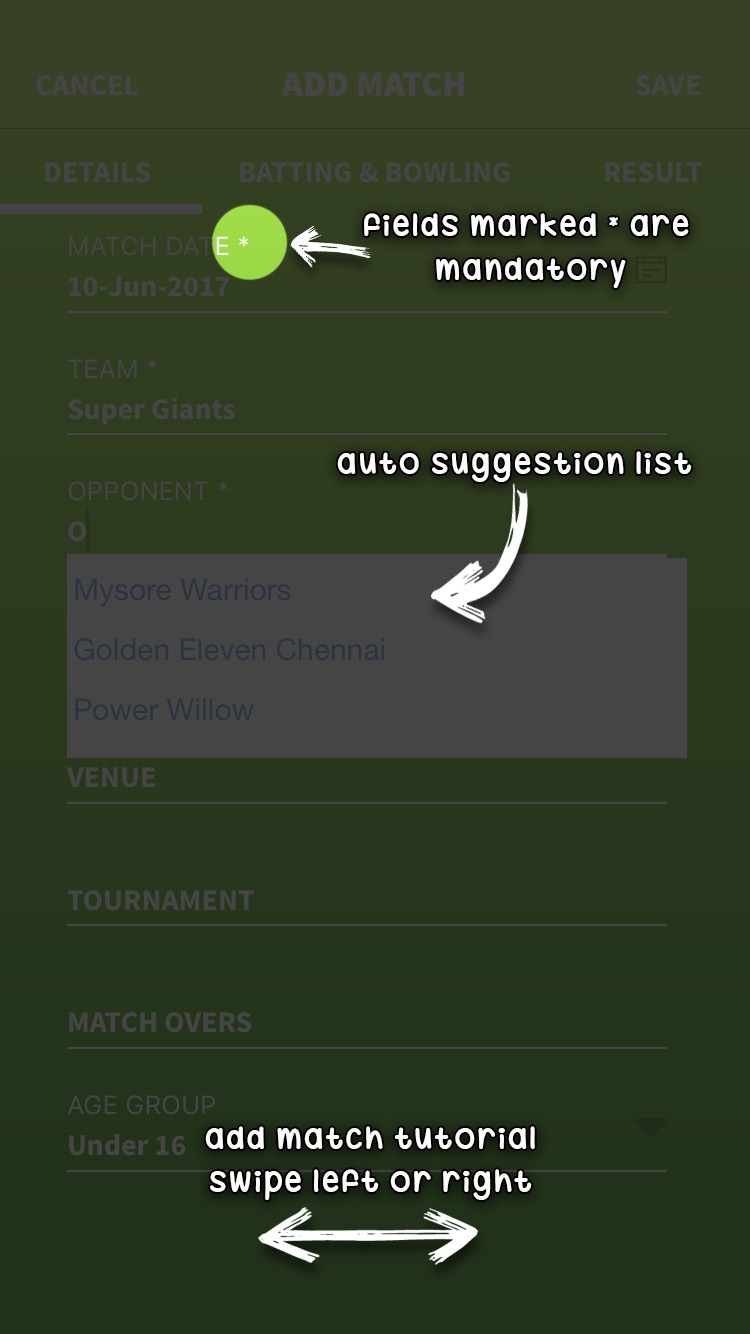 CANCEL ADD MATCH SAVE
DETAILS BATTING & BOWLING RESULT
fields marked * are
mandatory
MATCH DATE *
10-Jun-2017
TEAM *
Super Giants
auto suggestion list
OPPONENT *
O
Mysore Warriors
Golden Eleven Chennai
Power Willow
VENUE
TOURNAMENT
MATCH OVERS
AGE GROUP
Under 16
add match tutorial
swipe left or right